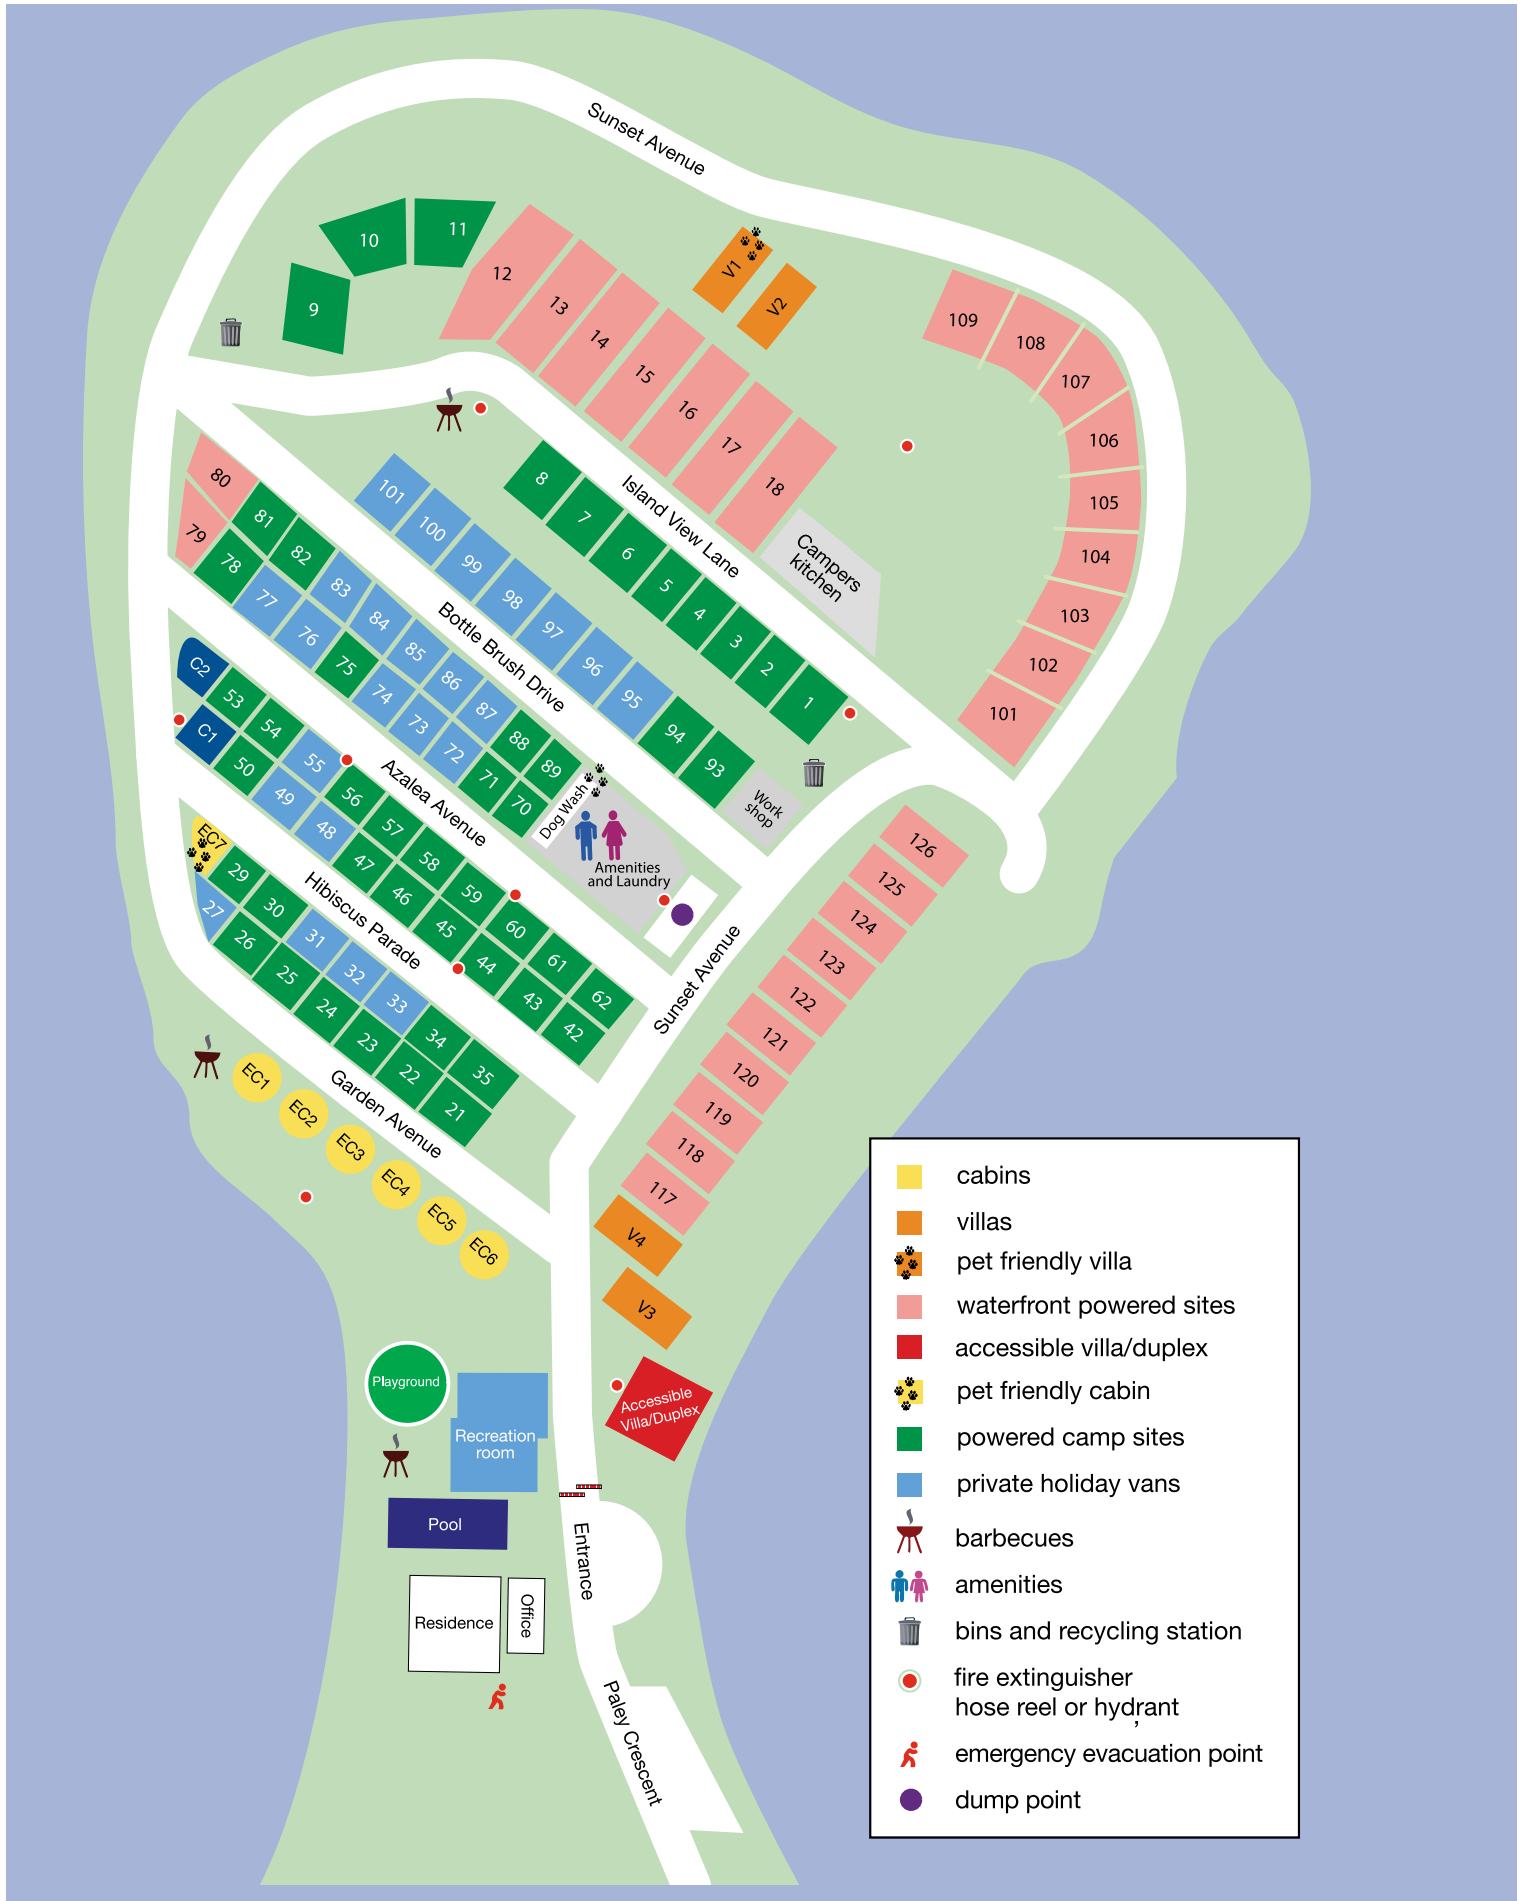 Sunset Avenue
10
11
9
12
13
14
15
16
17
18
V1
V2
109
108
107
106
105
104
103
102
101
Campers
kitchen
Island View Lane
8
7
6
5
4
3
2
1
101
100
99
98
97
96
95
94
93
Work
shop
Bottle Brush Drive
80
81
82
83
84
85
86
87
88
89
79
78
77
76
75
74
73
72
71
70
Dog Wash
Amenities
and Laundry
Azalea Avenue
C2
53
54
55
56
57
58
59
60
61
62
C1
50
49
48
47
46
45
44
43
42
Hibiscus Parade
EC7
29
30
31
32
33
34
35
27
26
25
24
23
22
21
Garden Avenue
Sunset Avenue
126
125
124
123
122
121
120
119
118
117
V4
V3
EC1
EC2
EC3
EC4
EC5
EC6
Playground
Recreation
room
Accessible
Villa/Duplex
Pool
Residence
Office
Entrance
Paley Crescent
cabins
villas
pet friendly villa
waterfront powered sites
accessible villa/duplex
pet friendly cabin
powered camp sites
private holiday vans
barbecues
amenities
bins and recycling station
fire extinguisher
hose reel or hydrant
,
emergency evacuation point
dump point